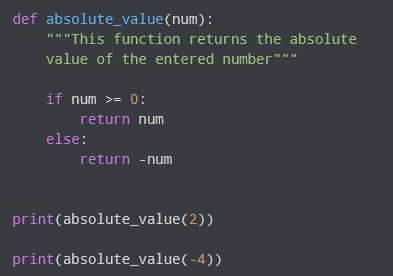 def absolute_value(num):
    """This function returns the absolute
    value of the entered number"""

    if num >= 0:
        return num
    else:
        return -num


print(absolute_value(2))

print(absolute_value(-4))